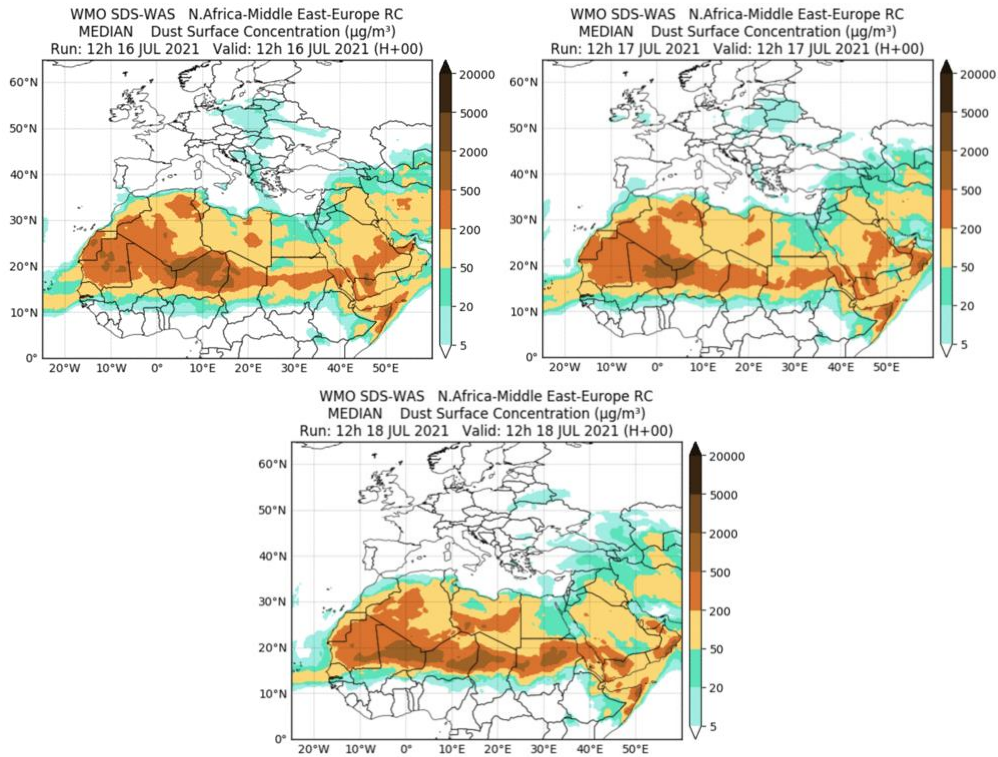 WMO SDS-WAS N.Africa-Middle East-Europe RC
MEDIAN Dust Surface Concentration (µg/m³)
Run: 12h 16 JUL 2021 Valid: 12h 16 JUL 2021 (H+00)
60°N
50°N
40°N
30°N
20°N
10°N
0°
20°W 10°W 0° 10°E 20°E 30°E 40°E 50°E
20000
5000
2000
500
200
50
20
5
WMO SDS-WAS N.Africa-Middle East-Europe RC
MEDIAN Dust Surface Concentration (µg/m³)
Run: 12h 17 JUL 2021 Valid: 12h 17 JUL 2021 (H+00)
60°N
50°N
40°N
30°N
20°N
10°N
0°
20°W 10°W 0° 10°E 20°E 30°E 40°E 50°E
20000
5000
2000
500
200
50
20
5
WMO SDS-WAS N.Africa-Middle East-Europe RC
MEDIAN Dust Surface Concentration (µg/m³)
Run: 12h 18 JUL 2021 Valid: 12h 18 JUL 2021 (H+00)
60°N
50°N
40°N
30°N
20°N
10°N
0°
20°W 10°W 0° 10°E 20°E 30°E 40°E 50°E
20000
5000
2000
500
200
50
20
5